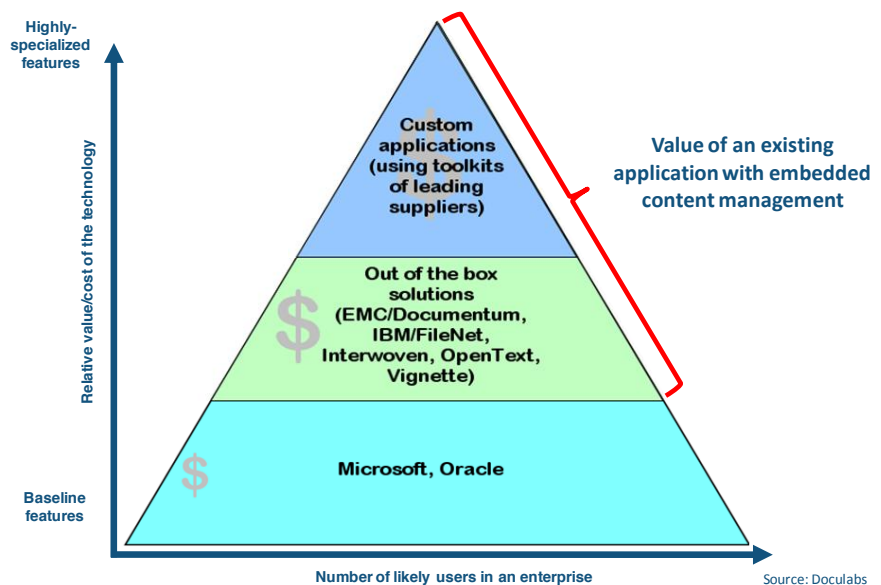 Highly-
specialized
features
Relative value/cost of the technology
Baseline
features
$
Custom
applications
(using toolkits
of leading
suppliers)
$
Out of the box
solutions
(EMC/Documentum,
IBM/FileNet,
Interwoven, OpenText,
Vignette)
$
Microsoft, Oracle
Value of an existing
application with embedded
content management
Number of likely users in an enterprise
Source: Doculabs